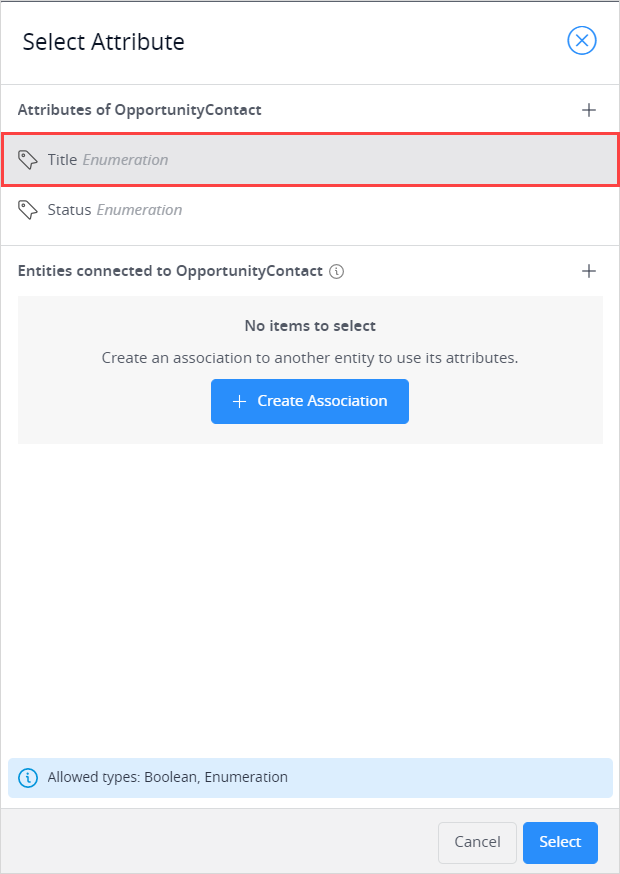 Select Attribute
Attributes of OpportunityContact
Title Enumeration
Status Enumeration
Entities connected to OpportunityContact
No items to select
Create an association to another entity to use its attributes.
Create Association
Allowed types: Boolean, Enumeration
Cancel Select